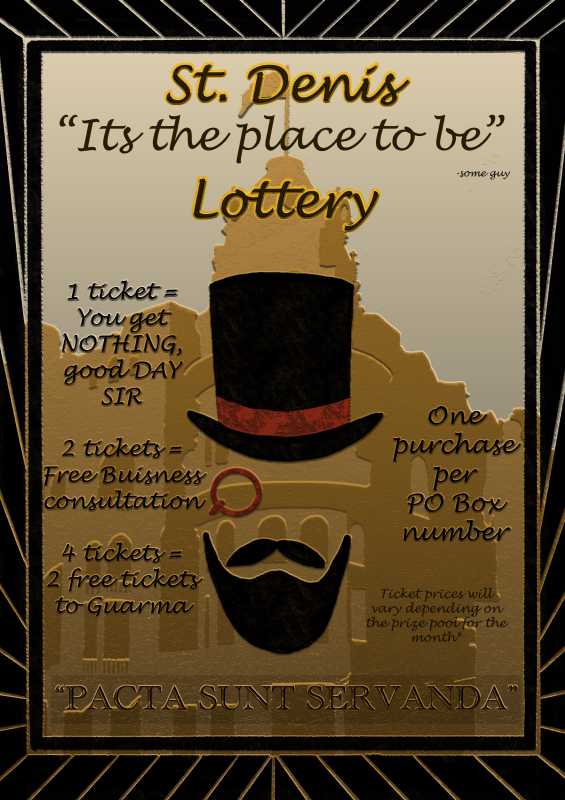 St. Denis
“Its the place to be”
-some guy
Lottery
1 ticket =
You get
NOTHING,
good DAY
SIR
2 tickets =
Free Buisness
consultation
4 tickets =
2 free tickets
to Guarma
One
purchase
per
PO Box
number
Ticket prices will
vary depending on
the prize pool for the
month*
“PACTA SUNT SERVANDA”